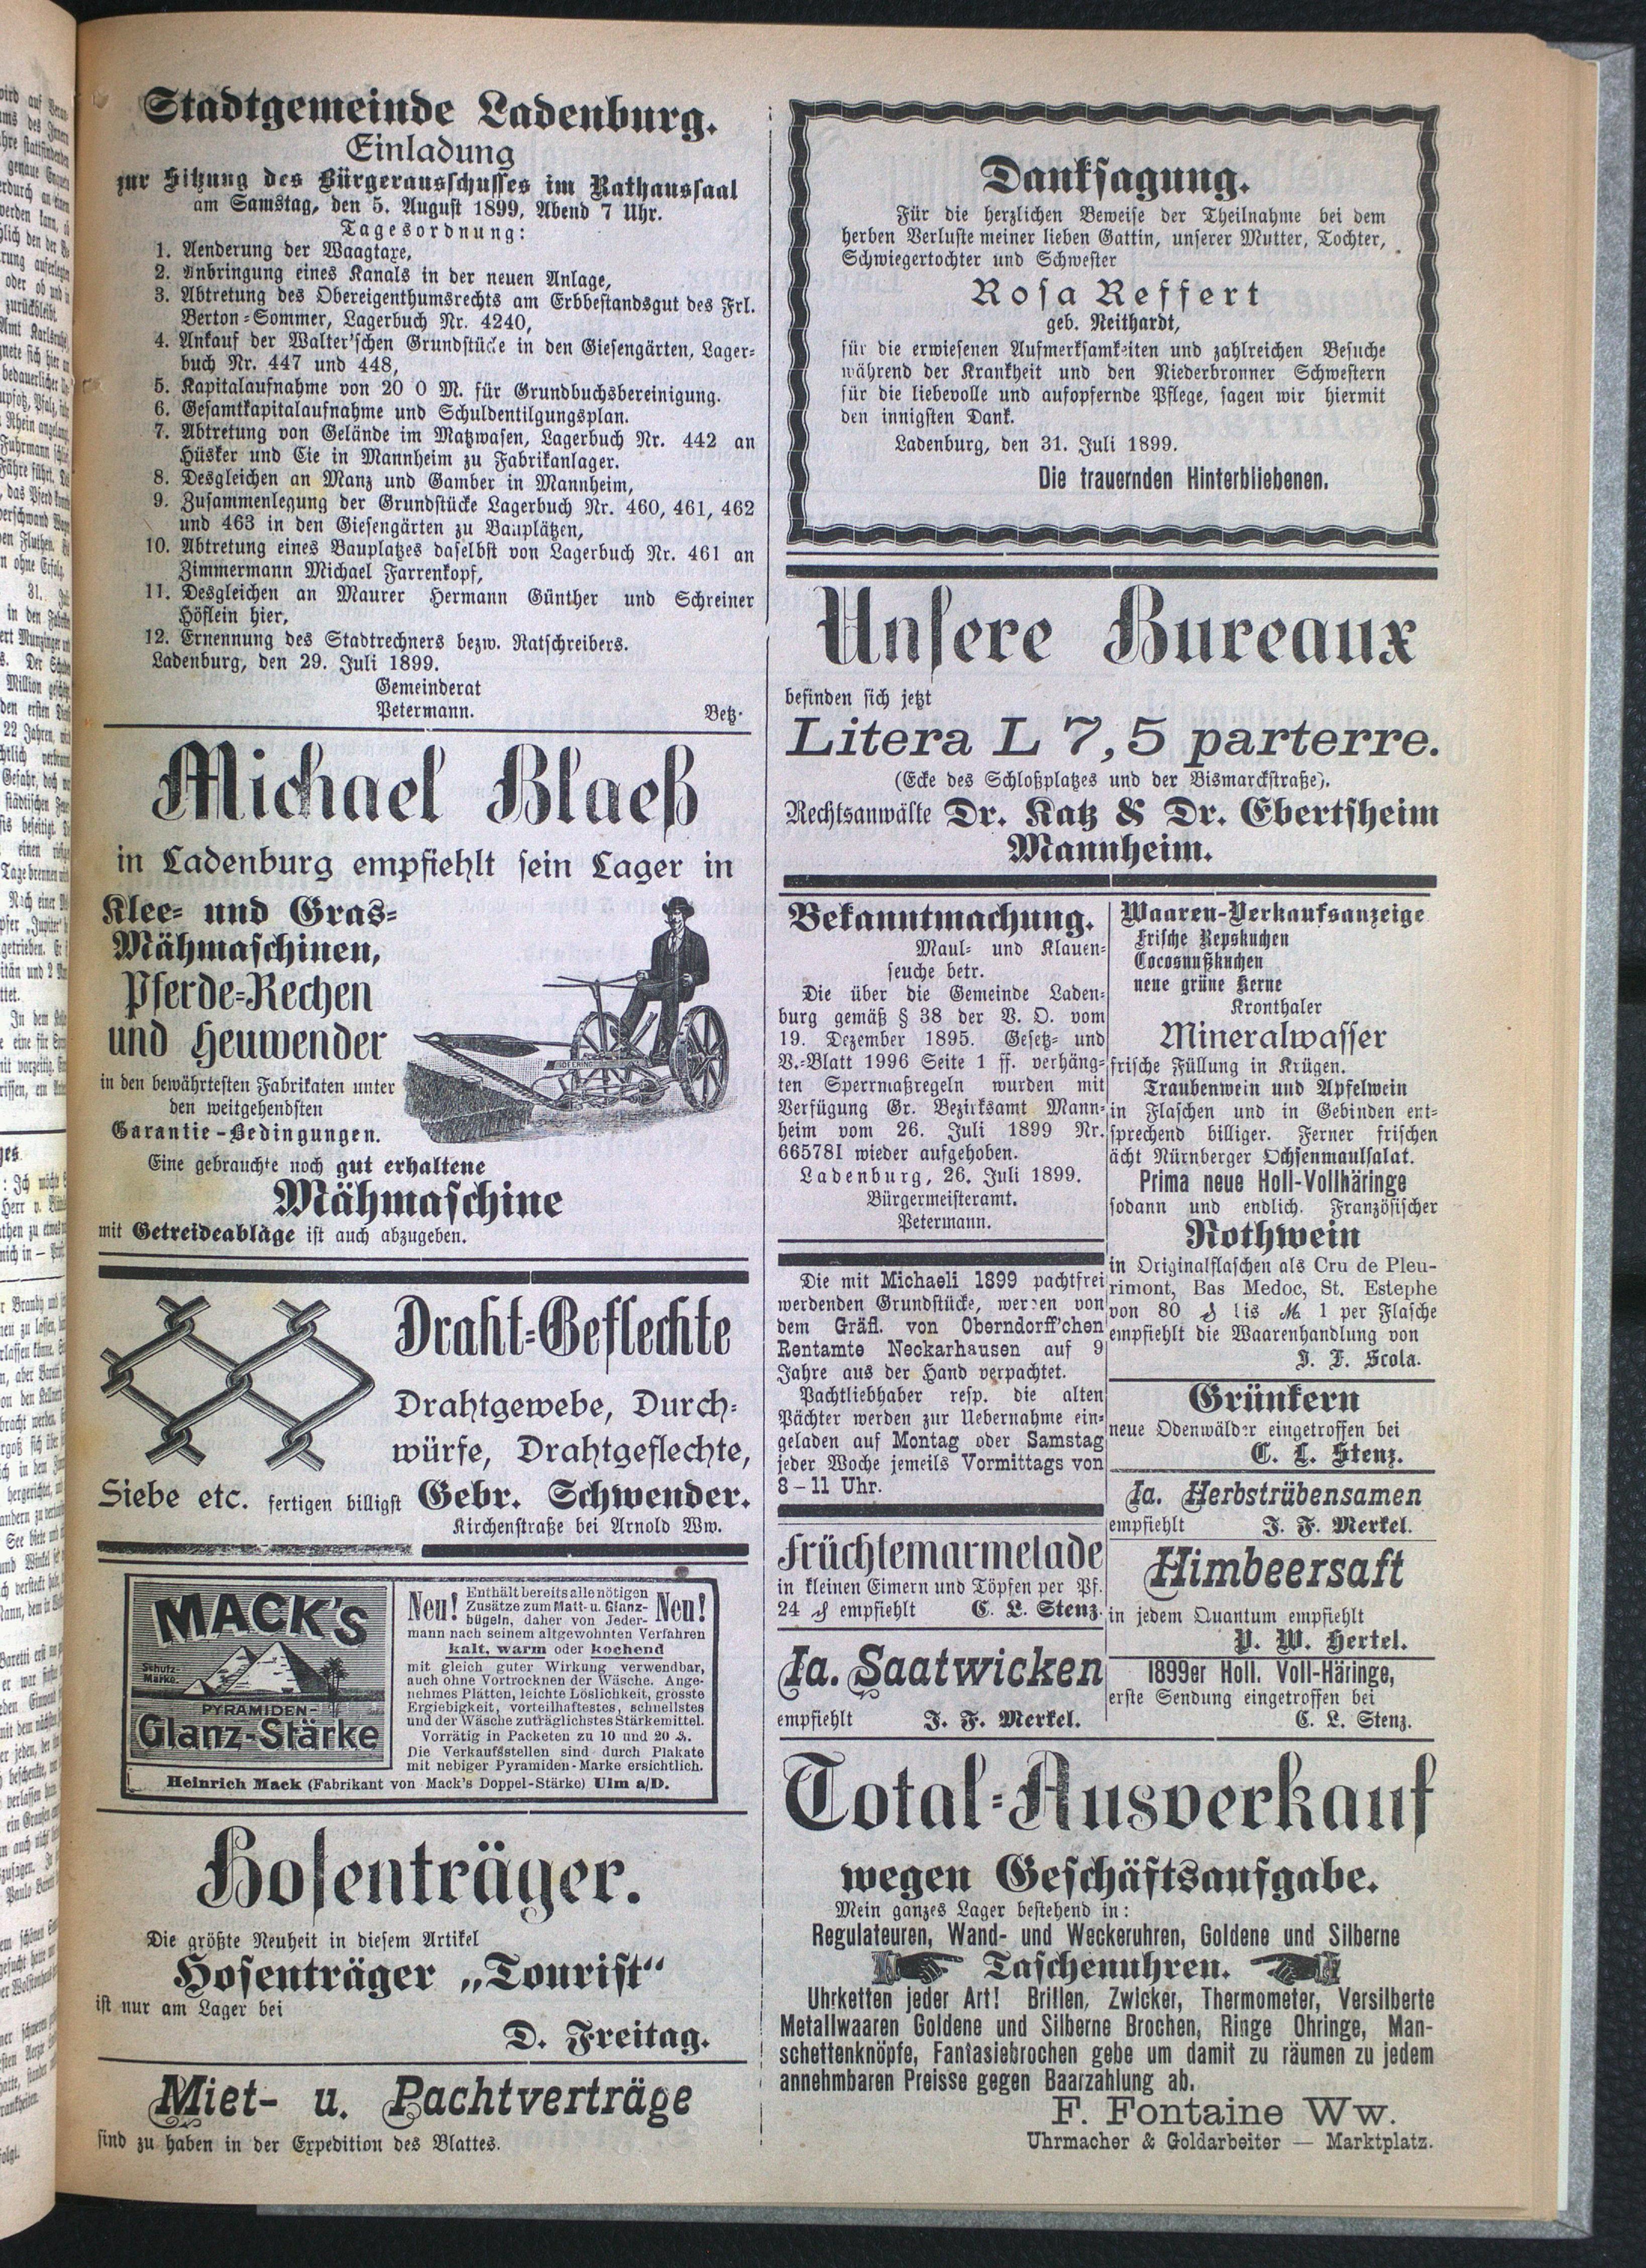 Stadtgemeinde Ladenburg.
Einladung
zur Sitzung des Bürgerausschusses im Rathaussaal
am Samstag, den 5. August 1899, Abend 7 Uhr.
Tagesordnung:
1. Aenderung der Waagtaxe,
2. Anbringung eines Kanals in der neuen Anlage,
3. Abtretung des Obereigenthumsrechts am Erbbestandsgut des Frl.
Berton-Sommer, Lagerbuch Nr. 4240,
4. Ankauf der Walter'schen Grundstücke in den Giesengärten, Lager-
buch Nr. 447 und 448,
5. Kapitalaufnahme von 20 0 M. für Grundbuchsbereinigung.
6. Gesamtkapitalaufnahme und Schuldentilgungsplan.
7. Abtretung von Gelände im Matzwasen, Lagerbuch Nr. 442 an
Hüsker und Cie in Mannheim zu Fabrikanlager.
8. Desgleichen an Manz und Gamber in Mannheim,
9. Zusammenlegung der Grundstücke Lagerbuch Nr. 460, 461, 462
und 463 in den Giesengärten zu Bauplätzen,
10. Abtretung eines Bauplatzes daselbst von Lagerbuch Nr. 461 an
Zimmermann Michael Farrenkopf,
11. Desgleichen an Maurer Hermann Günther und Schreiner
Höflein hier,
12. Ernennung des Stadtrechners bezw. Ratschreibers.
Ladenburg, den 29. Juli 1899.
Gemeinderat
Petermann. Betz.
Michael Blaeß
in Ladenburg empfiehlt sein Lager in
Klee- und Gras-
Mähmaschinen,
Pferde-Rechen
und Heuwender
in den bewährtesten Fabrikaten unter
den weitgehendsten
Garantie-Bedingungen.
Eine gebrauchte noch gut erhaltene
Mähmaschine
mit Getreideabläge ist auch abzugeben.
Draht-Geflechte
Drahtgewebe, Durch-
würfe, Drahtgeflechte,
Siebe etc. fertigen billigst Gebr. Schwender.
Kirchenstraße bei Arnold Ww.
MACK'S
Schutz-
Marke.
PYRAMIDEN-
Glanz-Stärke
Neu! Enthält bereits alle nötigen
Zusätze zum Matt- u. Glanz-
bügeln, daher von Jeder- Neu!
mann nach seinem altgewohnten Verfahren
kalt, warm oder kochend
mit gleich guter Wirkung verwendbar,
auch ohne Vortrocknen der Wäsche. Ange-
nehmes Plätten, leichte Löslichkeit, grösste
Ergiebigkeit, vorteilhaftestes, schnellstes
und der Wäsche zuträglichstes Stärkemittel.
Vorrätig in Packeten zu 10 und 20 ₰.
Die Verkaufsstellen sind durch Plakate
mit nebiger Pyramiden-Marke ersichtlich.
Heinrich Mack (Fabrikant von Mack's Doppel-Stärke) Ulm a/D.
Hosenträger.
Die größte Neuheit in diesem Artikel
Hosenträger „Tourist“
ist nur am Lager bei
D. Freitag.
Miet- u. Pachtverträge
sind zu haben in der Expedition des Blattes.
Danksagung.
Für die herzlichen Beweise der Theilnahme bei dem
herben Verluste meiner lieben Gattin, unserer Mutter, Tochter,
Schwiegertochter und Schwester
Rosa Reffert
geb. Neithardt,
für die erwiesenen Aufmerksamkeiten und zahlreichen Besuche
während der Krankheit und den Niederbronner Schwestern
für die liebevolle und aufopfernde Pflege, sagen wir hiermit
den innigsten Dank.
Ladenburg, den 31. Juli 1899.
Die trauernden Hinterbliebenen.
Unsere Bureaux
befinden sich jetzt
Litera L 7, 5 parterre.
(Ecke des Schloßplatzes und der Bismarckstraße).
Rechtsanwälte Dr. Katz & Dr. Ebertsheim
Mannheim.
Bekanntmachung.
Maul- und Klauen-
seuche betr.
Die über die Gemeinde Laden-
burg gemäß § 38 der V. O. vom
19. Dezember 1895. Gesetz- und
V.-Blatt 1996 Seite 1 ff. verhäng-
ten Sperrmaßregeln wurden mit
Verfügung Gr. Bezirksamt Mann-
heim vom 26. Juli 1899 Nr.
66578I wieder aufgehoben.
Ladenburg, 26. Juli 1899.
Bürgermeisteramt.
Petermann.
Die mit Michaeli 1899 pachtfrei
werdenden Grundstücke, werden von
dem Gräfl. von Oberndorff'chen
Rentamte Neckarhausen auf 9
Jahre aus der Hand verpachtet.
Pachtliebhaber resp. die alten
Pächter werden zur Uebernahme ein-
geladen auf Montag oder Samstag
jeder Woche jemeils Vormittags von
8-11 Uhr.
Früchtemarmelade
in kleinen Eimern und Töpfen per Pf.
24 ₰ empfiehlt C. L. Stenz.
Ia. Saatwicken
empfiehlt J. F. Merkel.
Waaren-Verkaufsanzeige
Frische Repskuchen
Cocosnußkuchen
neue grüne Kerne
Kronthaler
Mineralwasser
frische Füllung in Krügen.
Traubenwein und Apfelwein
in Flaschen und in Gebinden ent-
sprechend billiger. Ferner frischen
ächt Nürnberger Ochsenmaulsalat.
Prima neue Holl-Vollhäringe
sodann und endlich. Französischer
Rothwein
in Originalflaschen als Cru de Pleu-
rimont, Bas Medoc, St. Estephe
von 80 ₰ bis M. 1 per Flasche
empfiehlt die Waarenhandlung von
J. F. Scola.
Grünkern
neue Odenwälder eingetroffen bei
C. L. Stenz.
Ia. Herbstrübensamen
empfiehlt J. F. Merkel.
Himbeersaft
in jedem Quantum empfiehlt
P. W. Hertel.
1899er Holl. Voll-Häringe,
erste Sendung eingetroffen bei
C. L. Stenz.
Total-Ausverkauf
wegen Geschäftsaufgabe.
Mein ganzes Lager bestehend in:
Regulateuren, Wand- und Weckeruhren, Goldene und Silberne
Taschenuhren.
Uhrketten jeder Art! Brillen, Zwicker, Thermometer, Versilberte
Metallwaaren Goldene und Silberne Brochen, Ringe Ohringe, Man-
schettenknöpfe, Fantasiebrochen gebe um damit zu räumen zu jedem
annehmbaren Preisse gegen Baarzahlung ab.
F. Fontaine Ww.
Uhrmacher & Goldarbeiter — Marktplatz.